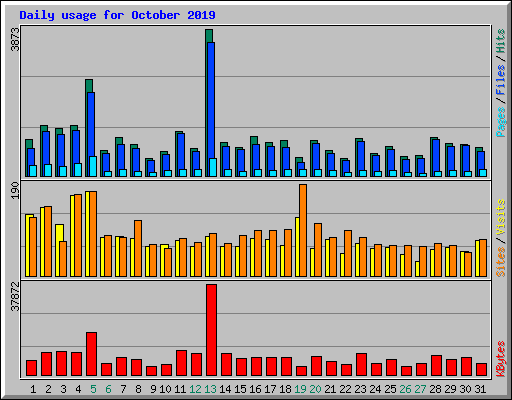 Daily usage for October 2019
3873
Pages / Files / Hits
190
Sites / Visits
37872
KBytes
1 2 3 4 5 6 7 8 9 10 11 12 13 14 15 16 17 18 19 20 21 22 23 24 25 26 27 28 29 30 31